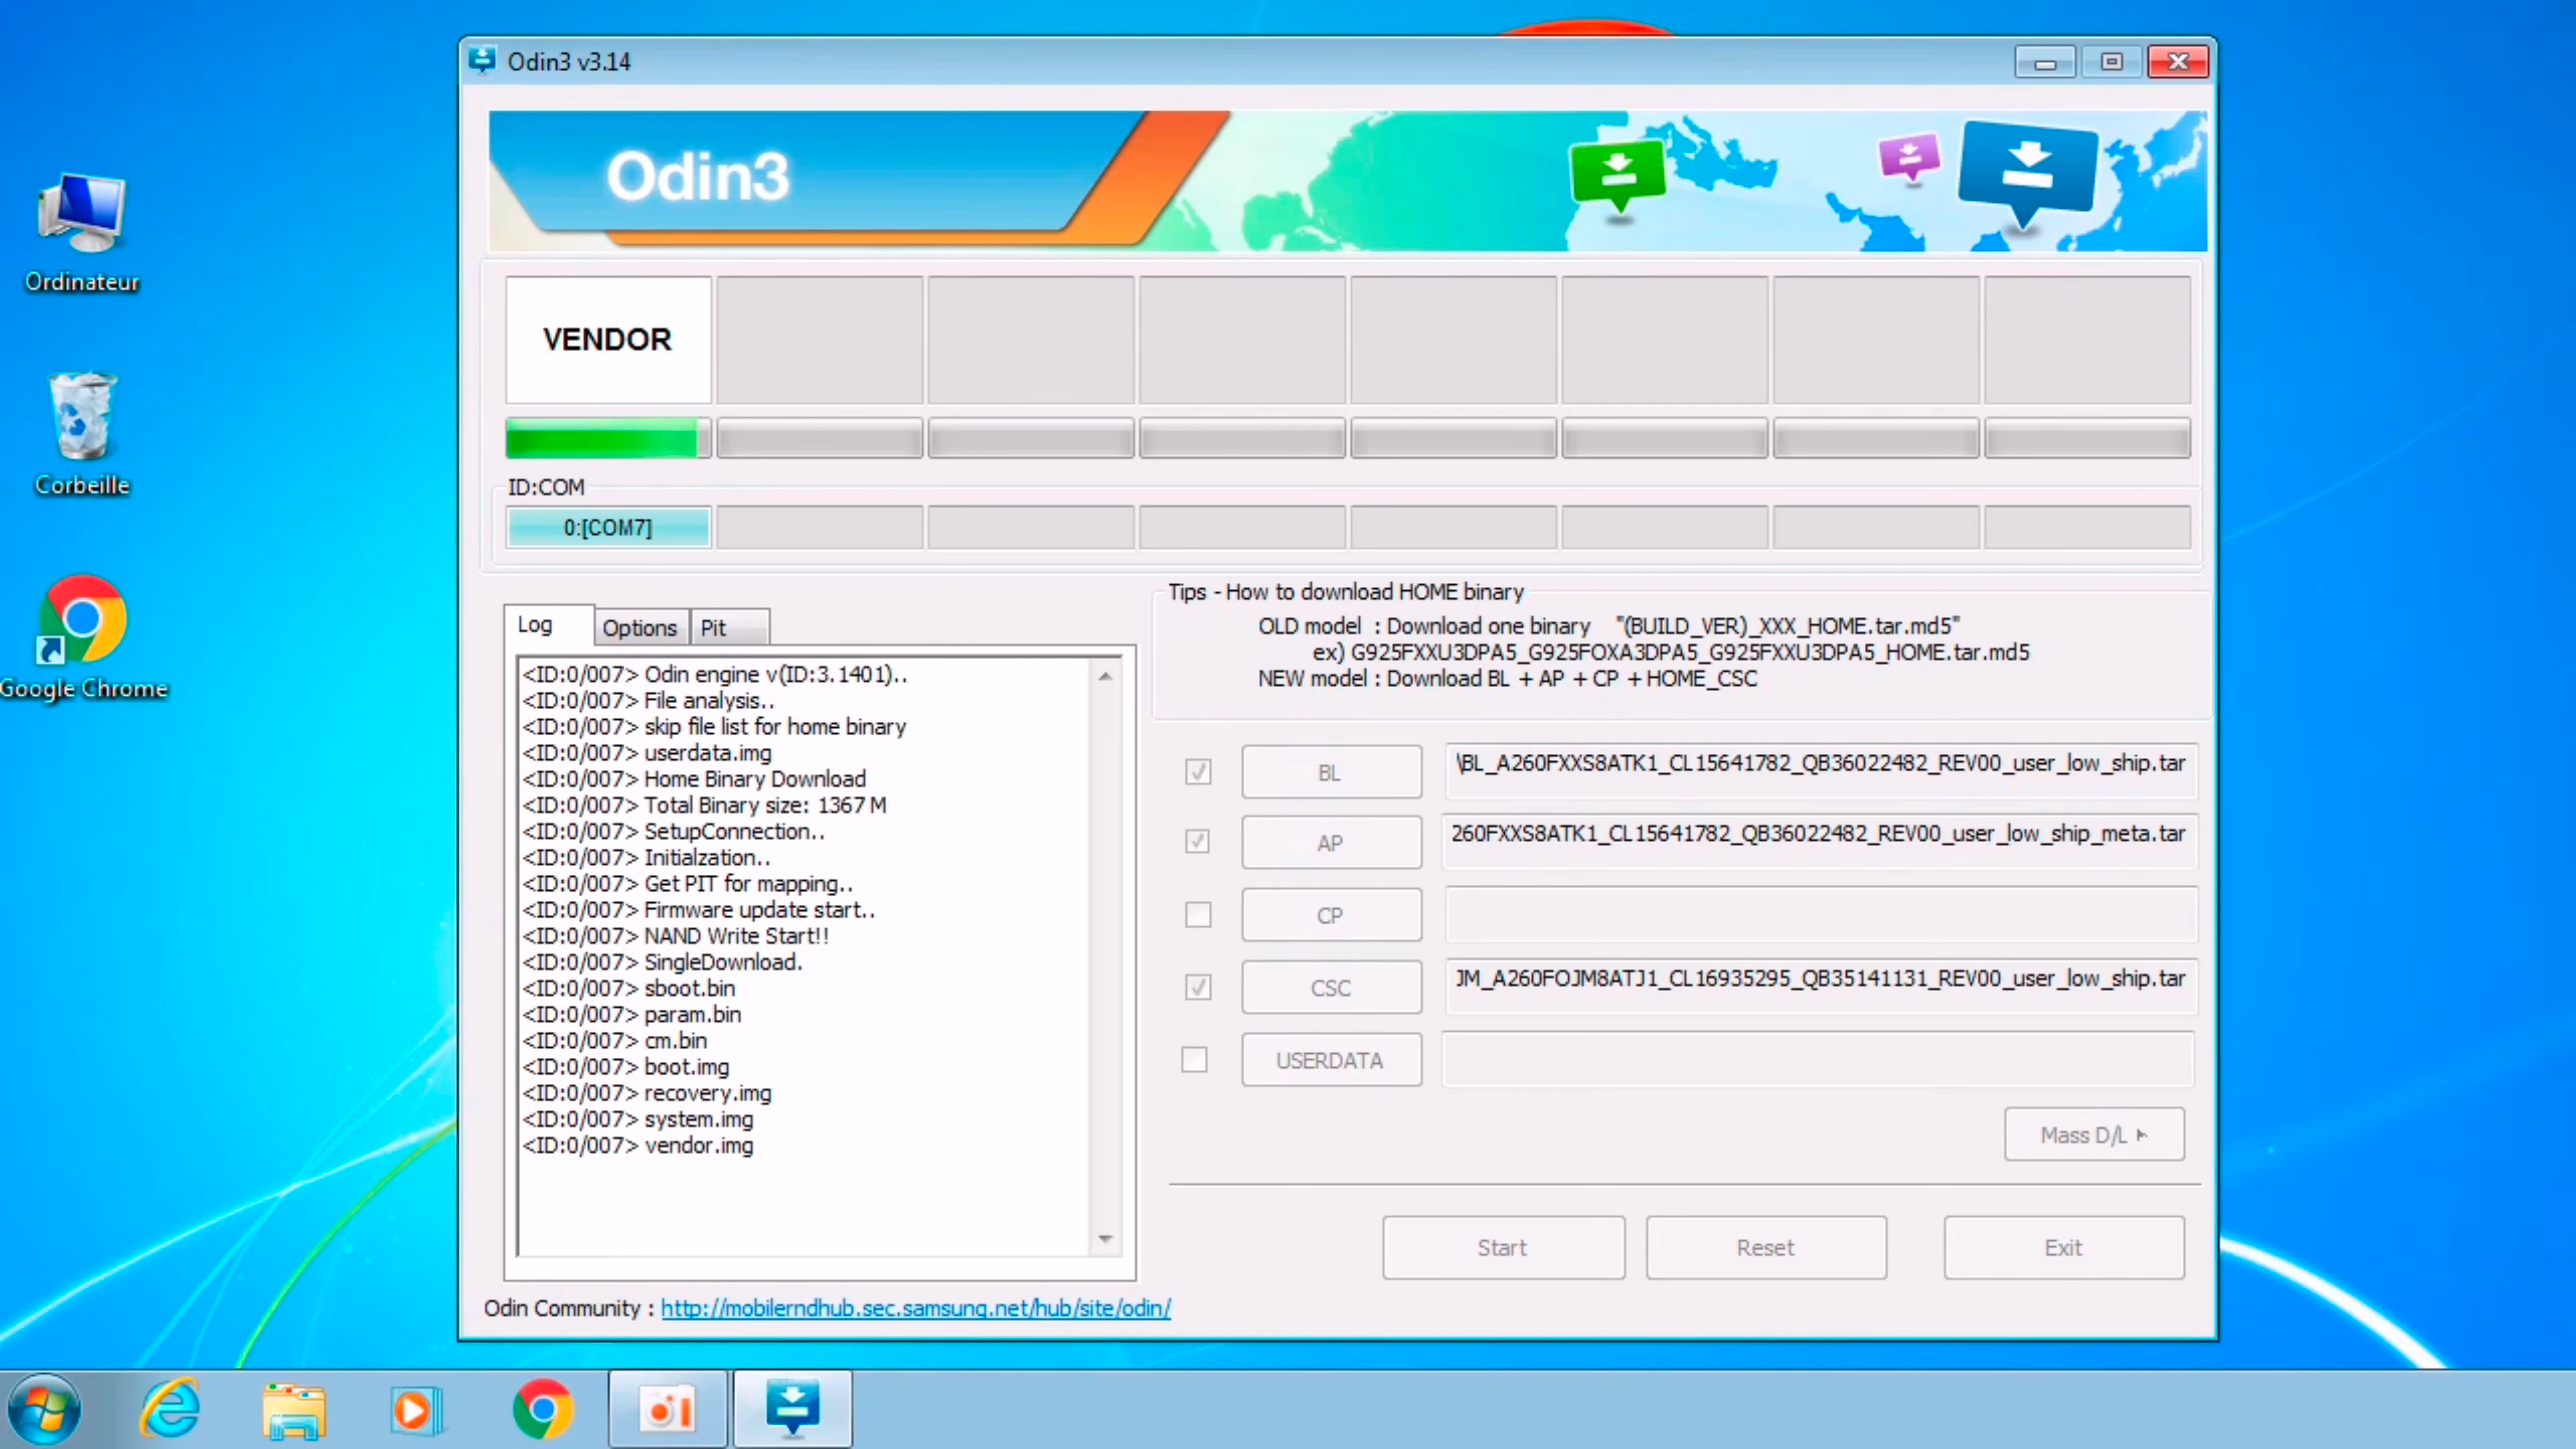 Odin3 v3.14
Odin3
Ordinateur
Corbeille
Google Chrome
VENDOR
ID:COM
0:[COM7]
Log
Options
Pit
<ID:0/007> Odin engine v(ID:3.1401)..
<ID:0/007> File analysis..
<ID:0/007> skip file list for home binary
<ID:0/007> userdata.img
<ID:0/007> Home Binary Download
<ID:0/007> Total Binary size: 1367 M
<ID:0/007> SetupConnection..
<ID:0/007> Initialzation..
<ID:0/007> Get PIT for mapping..
<ID:0/007> Firmware update start..
<ID:0/007> NAND Write Start!!
<ID:0/007> SingleDownload.
<ID:0/007> sboot.bin
<ID:0/007> param.bin
<ID:0/007> cm.bin
<ID:0/007> boot.img
<ID:0/007> recovery.img
<ID:0/007> system.img
<ID:0/007> vendor.img
Tips - How to download HOME binary
OLD model : Download one binary "(BUILD_VER)_XXX_HOME.tar.md5"
ex) G925FXXU3DPA5_G925FOXA3DPA5_G925FXXU3DPA5_HOME.tar.md5
NEW model : Download BL + AP + CP + HOME_CSC
BL
\BL_A260FXXS8ATK1_CL15641782_QB36022482_REV00_user_low_ship.tar
AP
260FXXS8ATK1_CL15641782_QB36022482_REV00_user_low_ship_meta.tar
CP
CSC
JM_A260FOJM8ATJ1_CL16935295_QB35141131_REV00_user_low_ship.tar
USERDATA
Mass D/L
Start
Reset
Exit
Odin Community : http://mobilerndhub.sec.samsung.net/hub/site/odin/